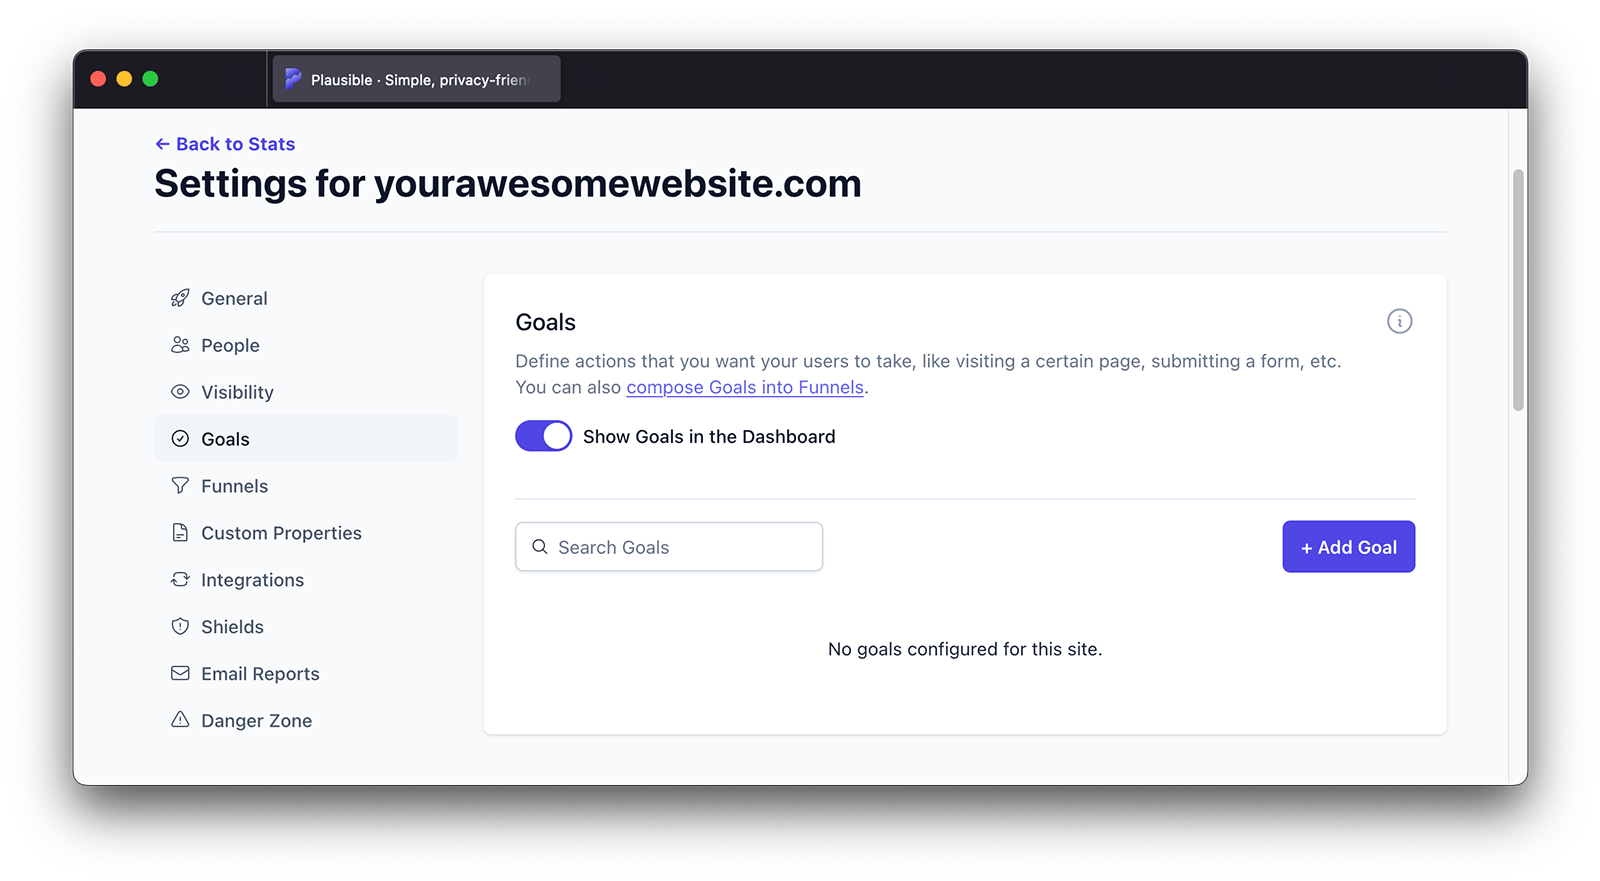 Plausible · Simple, privacy-frien
← Back to Stats
Settings for yourawesomewebsite.com
General
People
Visibility
Goals
Funnels
Custom Properties
Integrations
Shields
Email Reports
Danger Zone
Goals
Define actions that you want your users to take, like visiting a certain page, submitting a form, etc.
You can also compose Goals into Funnels.
Show Goals in the Dashboard
Search Goals
+ Add Goal
No goals configured for this site.